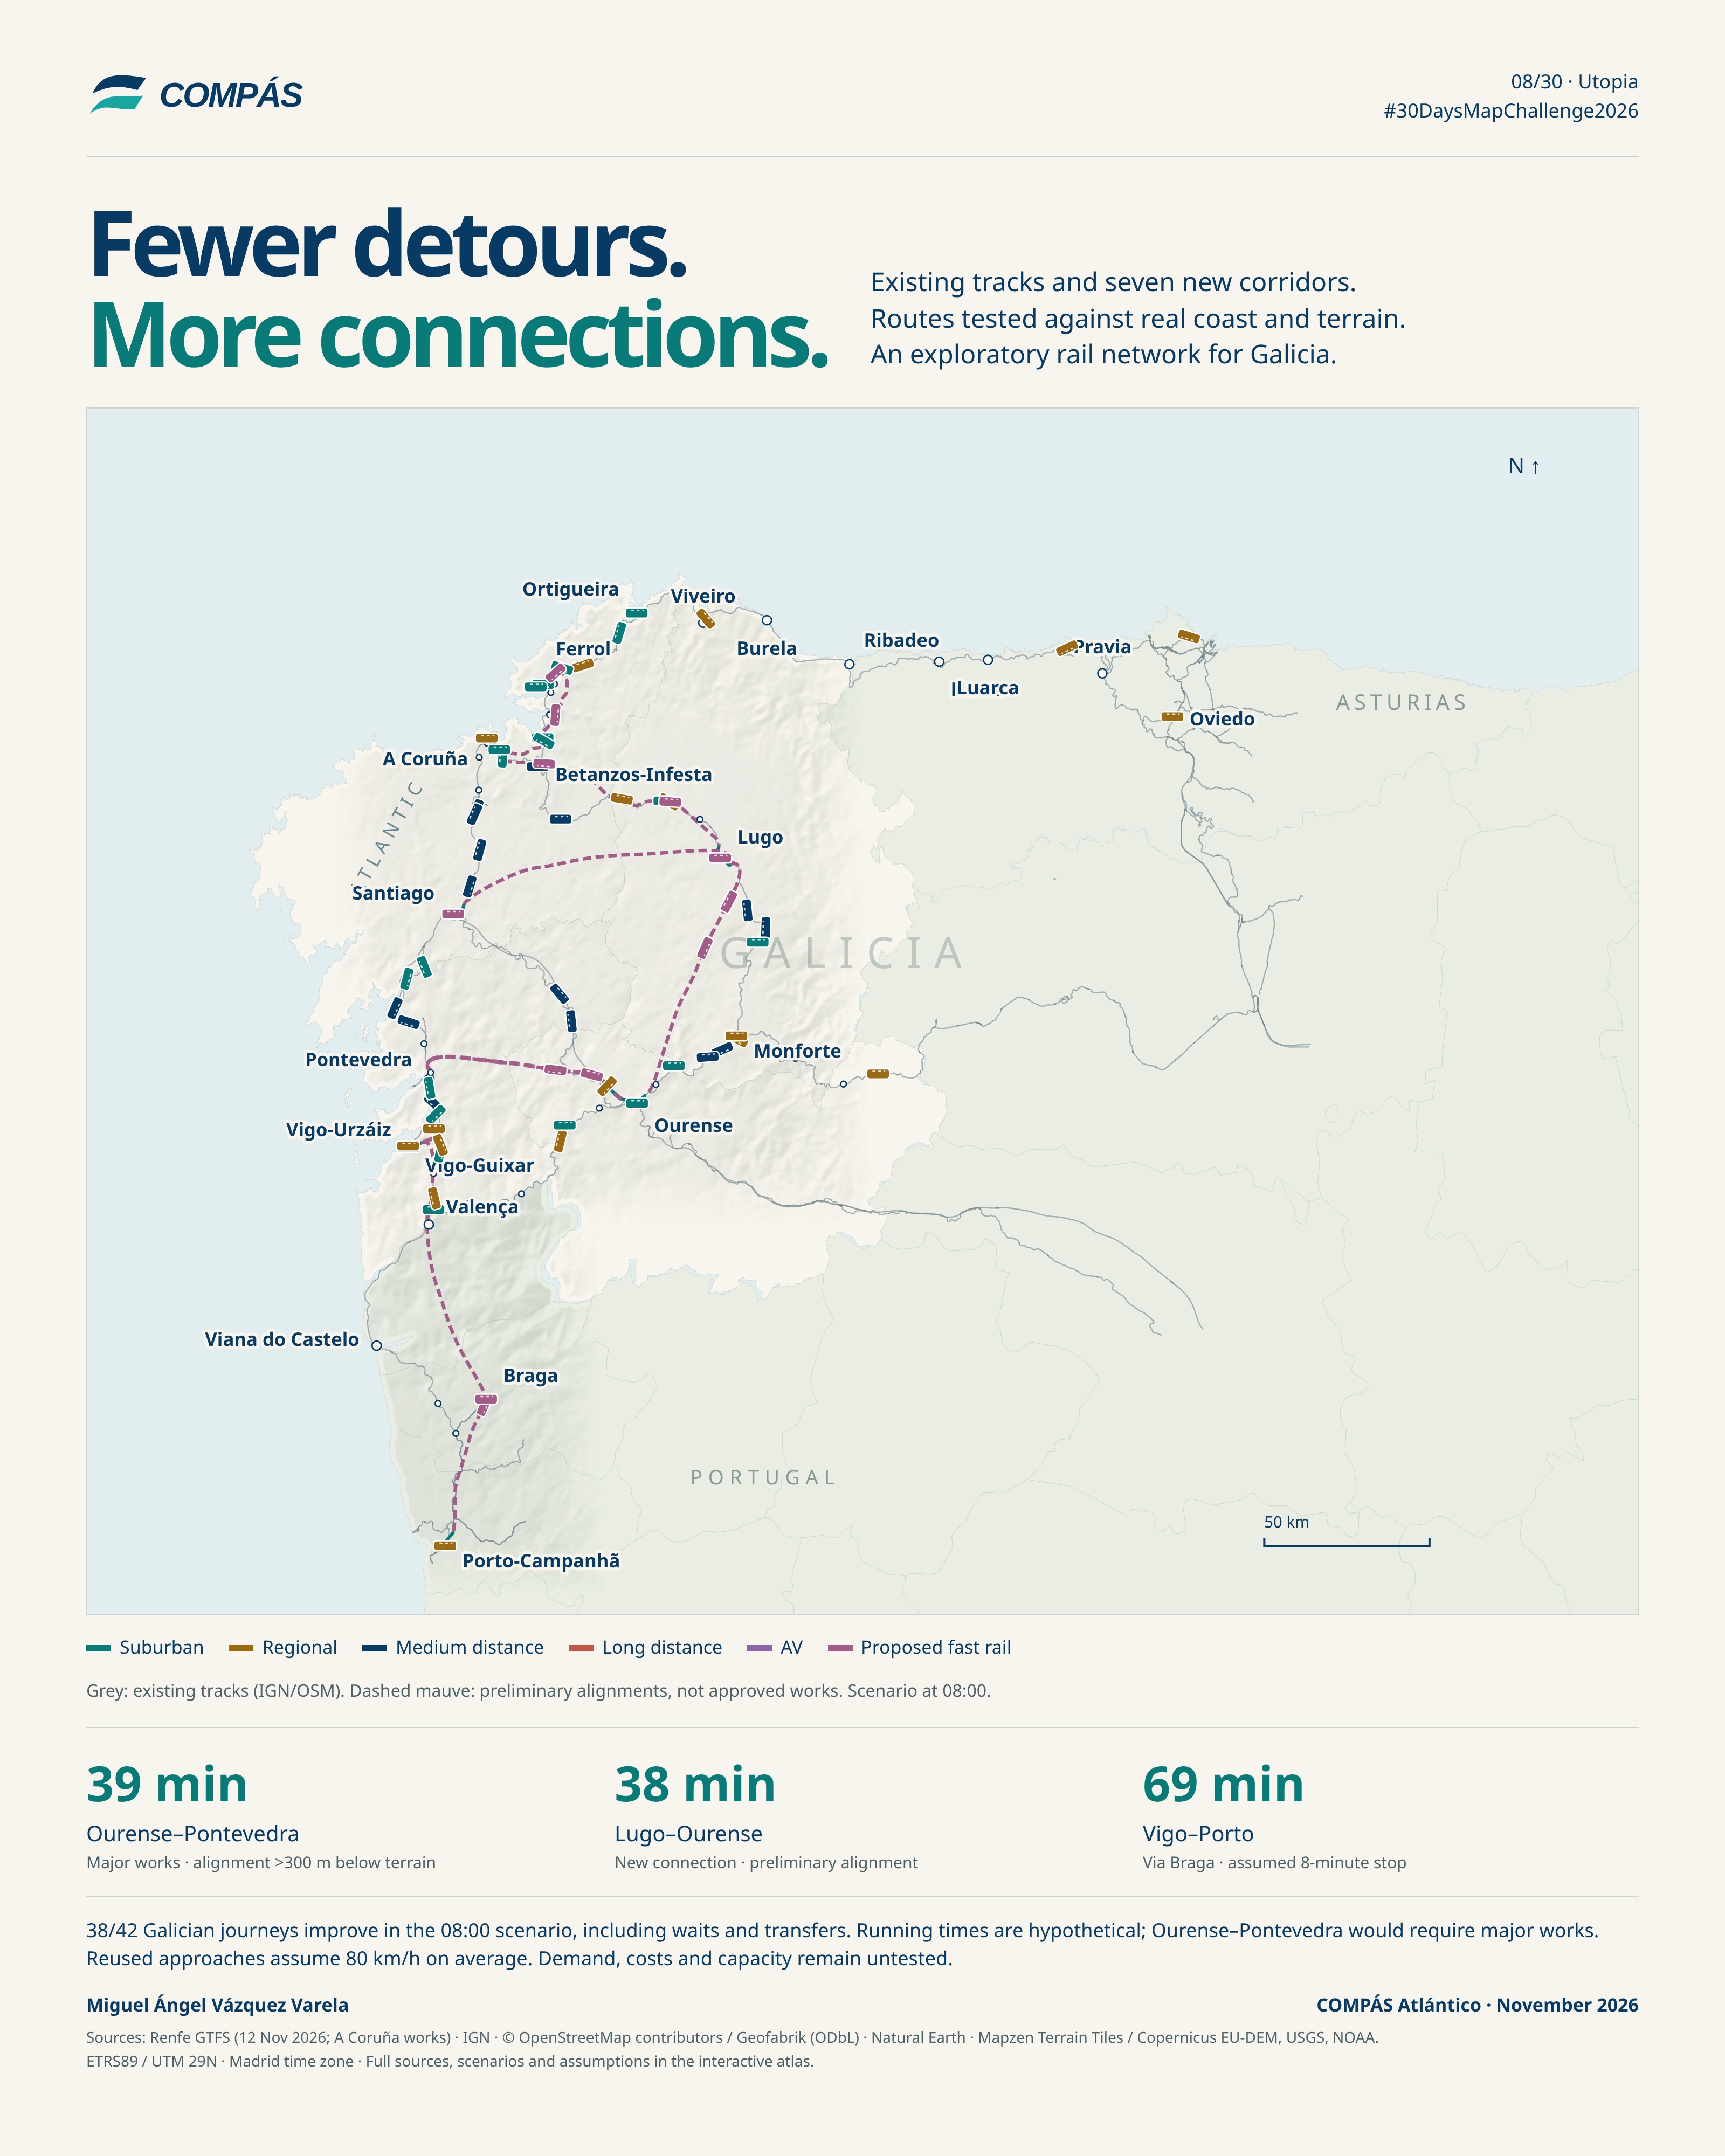 COMPÁS
08/30 · Utopia
#30DaysMapChallenge2026
Fewer detours.
More connections.
Existing tracks and seven new corridors.
Routes tested against real coast and terrain.
An exploratory rail network for Galicia.
N ↑
Ortigueira
Viveiro
Ferrol
Burela
Ribadeo
Pravia
Luarca
ASTURIAS
Oviedo
A Coruña
Betanzos-Infesta
TLANTIC
Lugo
Santiago
GALICIA
Pontevedra
Monforte
Vigo-Urzáiz
Ourense
Vigo-Guixar
Valença
Viana do Castelo
Braga
PORTUGAL
50 km
Porto-Campanhã
Suburban
Regional
Medium distance
Long distance
AV
Proposed fast rail
Grey: existing tracks (IGN/OSM). Dashed mauve: preliminary alignments, not approved works. Scenario at 08:00.
39 min
Ourense–Pontevedra
Major works · alignment >300 m below terrain
38 min
Lugo–Ourense
New connection · preliminary alignment
69 min
Vigo–Porto
Via Braga · assumed 8-minute stop
38/42 Galician journeys improve in the 08:00 scenario, including waits and transfers. Running times are hypothetical; Ourense–Pontevedra would require major works.
Reused approaches assume 80 km/h on average. Demand, costs and capacity remain untested.
Miguel Ángel Vázquez Varela
COMPÁS Atlántico · November 2026
Sources: Renfe GTFS (12 Nov 2026; A Coruña works) · IGN · © OpenStreetMap contributors / Geofabrik (ODbL) · Natural Earth · Mapzen Terrain Tiles / Copernicus EU-DEM, USGS, NOAA.
ETRS89 / UTM 29N · Madrid time zone · Full sources, scenarios and assumptions in the interactive atlas.